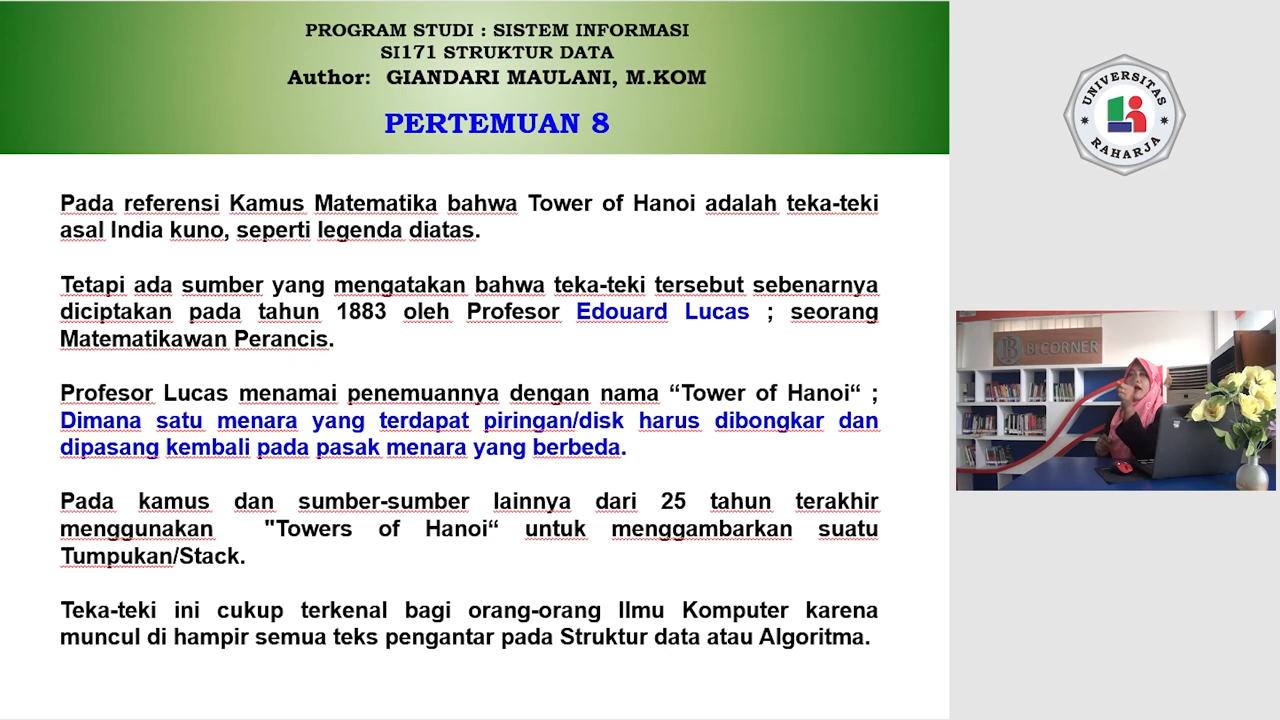 PROGRAM STUDI : SISTEM INFORMASI
SI171 STRUKTUR DATA
Author: GIANDARI MAULANI, M.KOM
PERTEMUAN 8
Pada referensi Kamus Matematika bahwa Tower of Hanoi adalah teka-teki
asal India kuno, seperti legenda diatas.
Tetapi ada sumber yang mengatakan bahwa teka-teki tersebut sebenarnya
diciptakan pada tahun 1883 oleh Profesor Edouard Lucas ; seorang
Matematikawan Perancis.
Profesor Lucas menamai penemuannya dengan nama “Tower of Hanoi“ ;
Dimana satu menara yang terdapat piringan/disk harus dibongkar dan
dipasang kembali pada pasak menara yang berbeda.
Pada kamus dan sumber-sumber lainnya dari 25 tahun terakhir
menggunakan "Towers of Hanoi“ untuk menggambarkan suatu
Tumpukan/Stack.
Teka-teki ini cukup terkenal bagi orang-orang Ilmu Komputer karena
muncul di hampir semua teks pengantar pada Struktur data atau Algoritma.
UNIVERSITAS
RAHARJA
BI CORNER